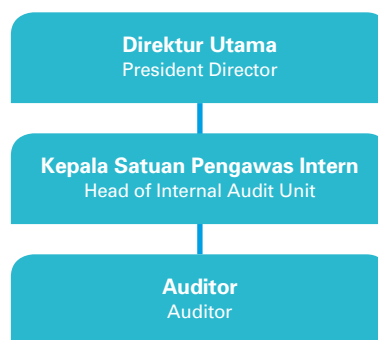 Direktur Utama
President Director
Kepala Satuan Pengawas Intern
Head of Internal Audit Unit
Auditor
Auditor